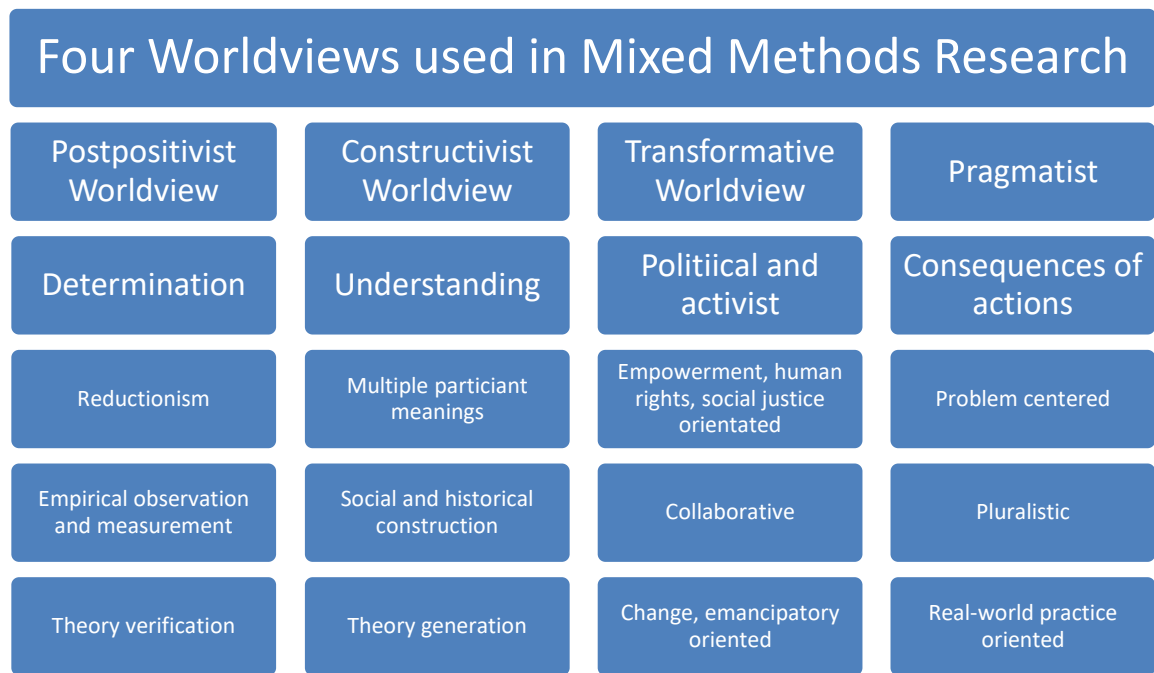 Four Worldviews used in Mixed Methods Research
Postpositivist
Worldview
Constructivist
Worldview
Transformative
Worldview
Pragmatist
Determination
Understanding
Politiical and
activist
Consequences of
actions
Reductionism
Multiple particiant
meanings
Empowerment, human
rights, social justice
orientated
Problem centered
Empirical observation
and measurement
Social and historical
construction
Collaborative
Pluralistic
Theory verification
Theory generation
Change, emancipatory
oriented
Real-world practice
oriented